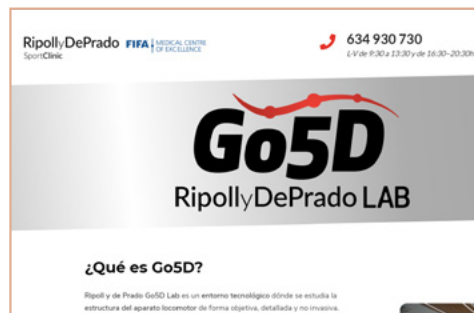 RipollyDePrado FIFA MEDICAL CENTRE
OF EXCELLENCE
SportClinic
634 930 730
L-V de 9:30 a 13:30 y de 16:30-20:30h
Go5D
RipollyDePrado LAB
¿Qué es Go5D?
Ripoll y de Prado Go5D Lab es un entorno tecnológico dónde se estudia la
estructura del aparato locomotor de forma objetiva, detallada y no invasiva.